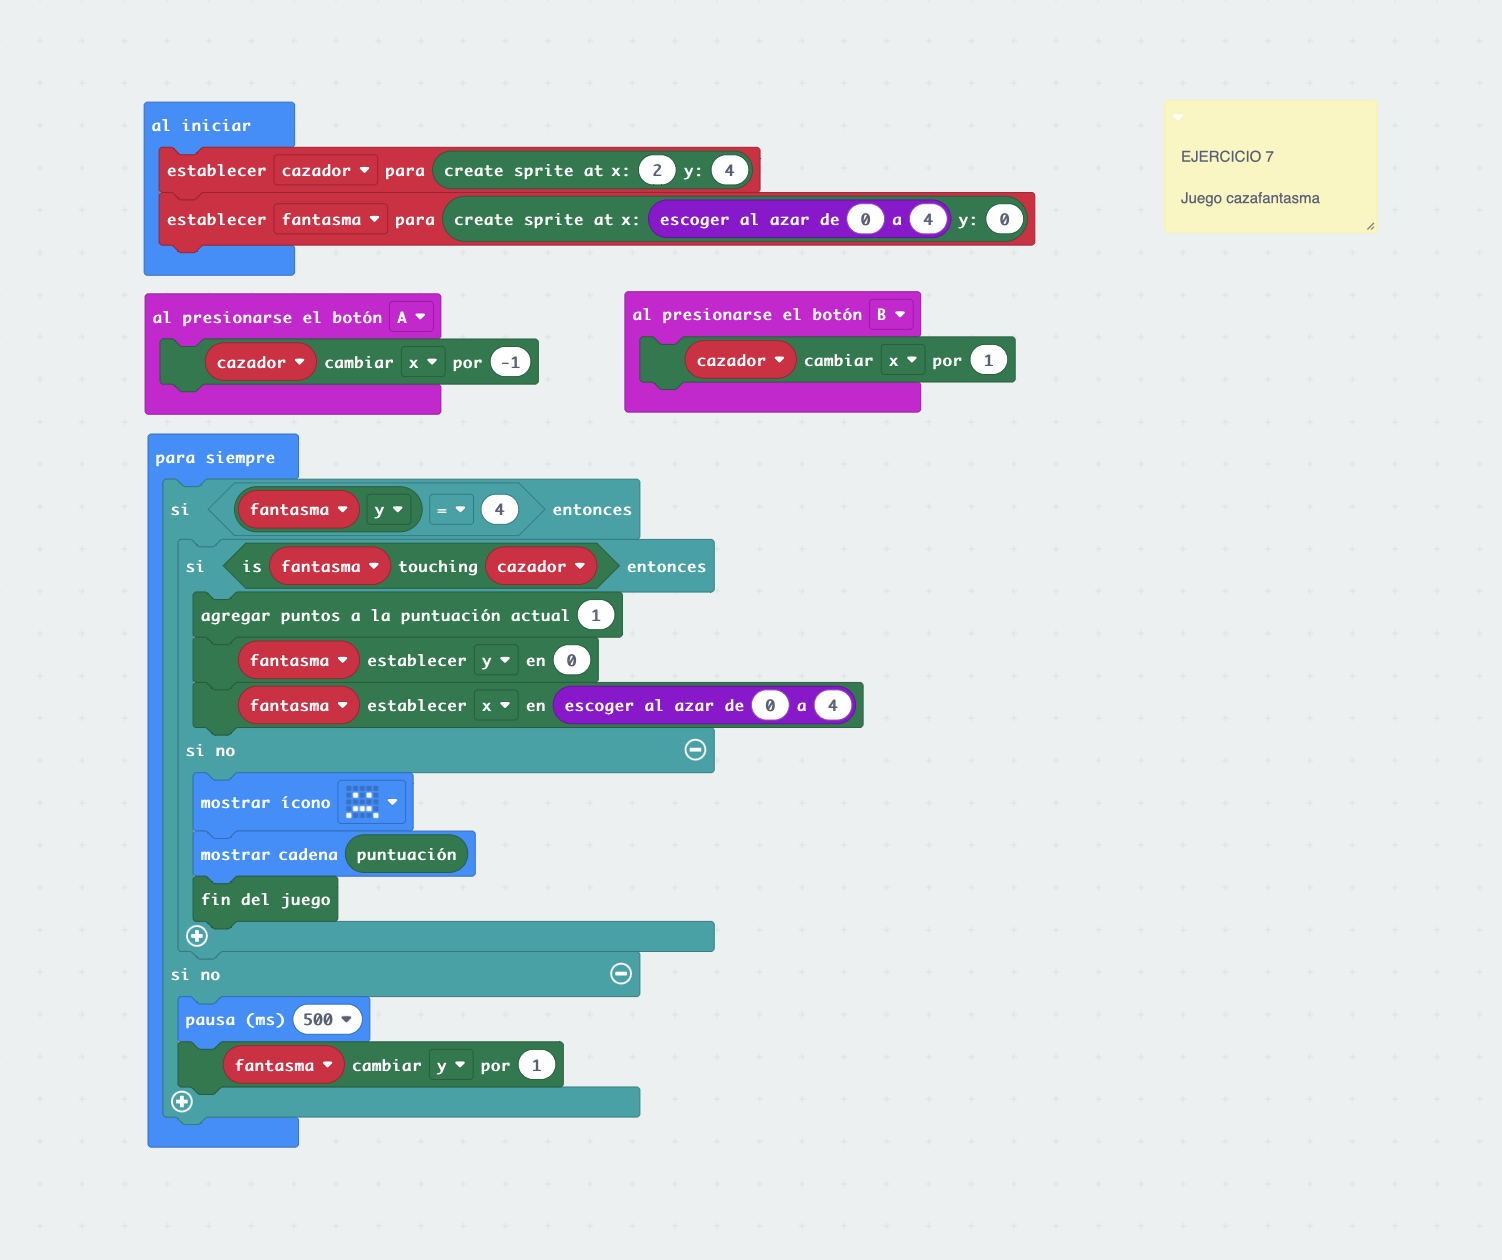 al iniciar
establecer cazador para create sprite at x: 2 y: 4
establecer fantasma para create sprite at x: escoger al azar de 0 a 4 y: 0
EJERCICIO 7
Juego cazafantasma
al presionarse el botón A
cazador cambiar x por -1
al presionarse el botón B
cazador cambiar x por 1
para siempre
si fantasma y = 4 entonces
si is fantasma touching cazador entonces
agregar puntos a la puntuación actual 1
fantasma establecer y en 0
fantasma establecer x en escoger al azar de 0 a 4
si no
mostrar ícono
mostrar cadena puntuación
fin del juego
si no
pausa (ms) 500
fantasma cambiar y por 1